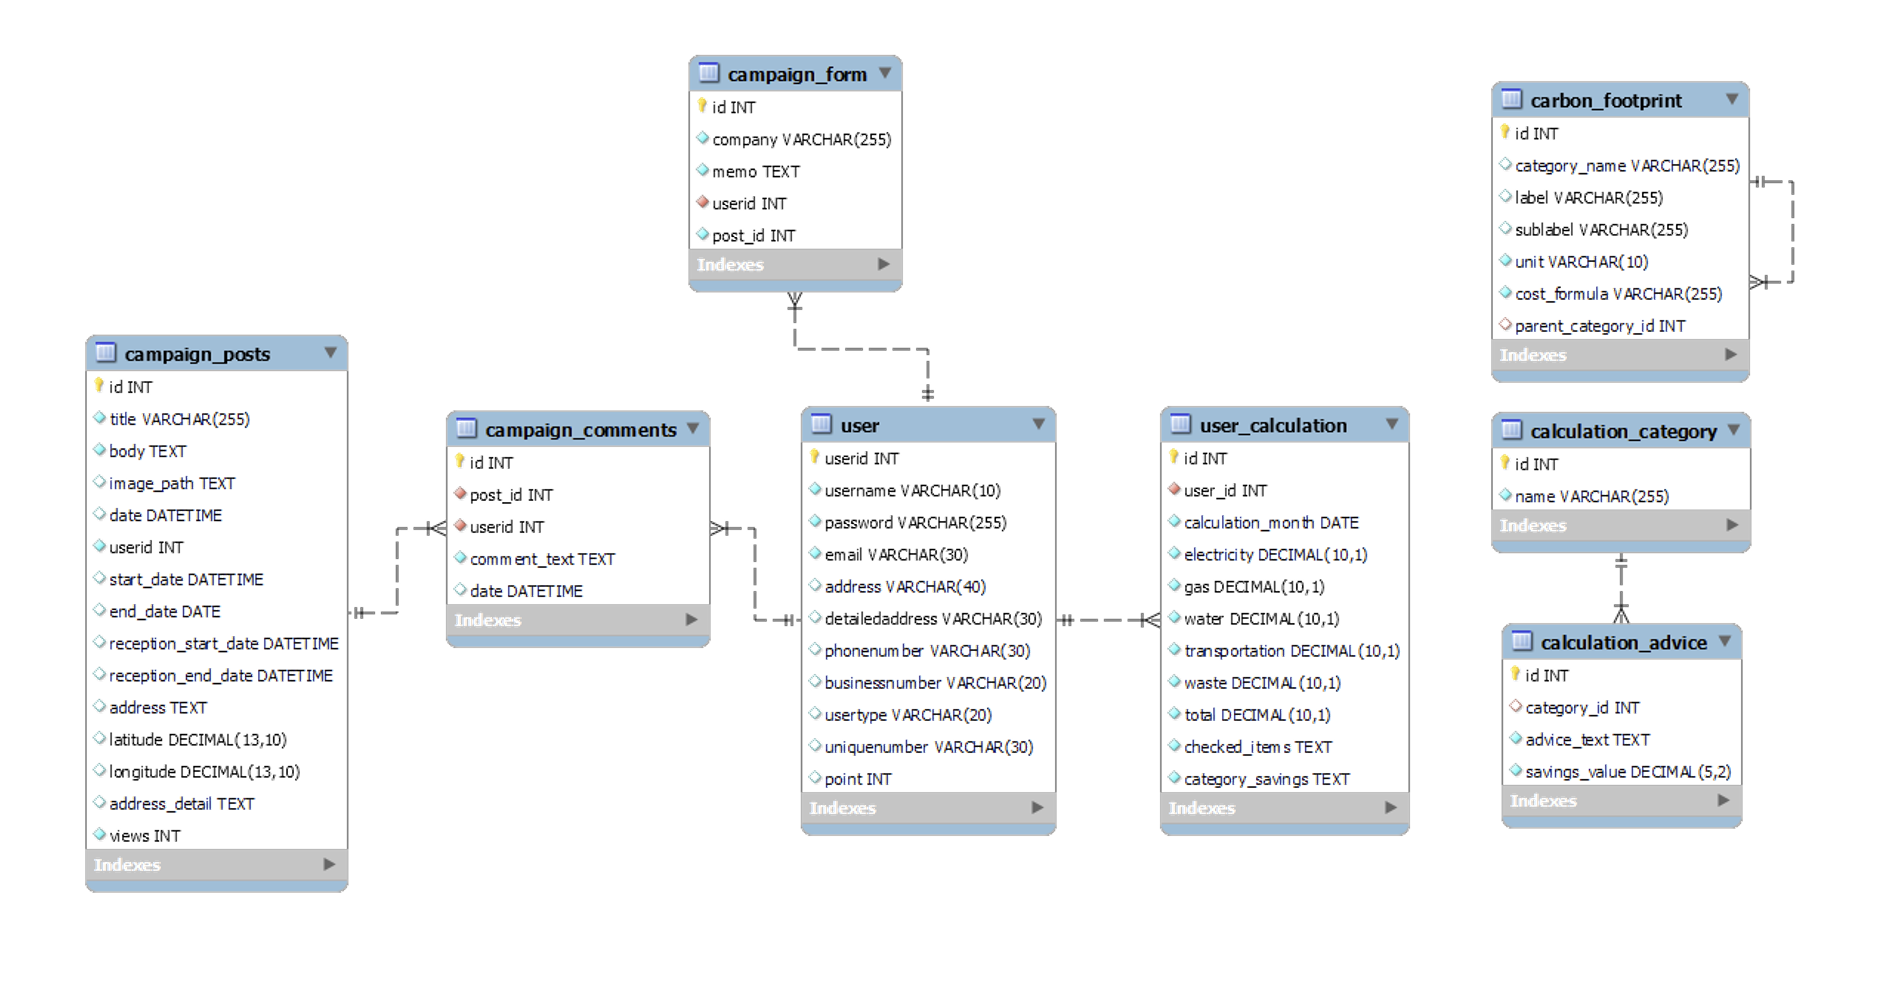 campaign_form
id INT
company VARCHAR(255)
memo TEXT
userid INT
post_id INT
Indexes
carbon_footprint
id INT
category_name VARCHAR(255)
label VARCHAR(255)
sublabel VARCHAR(255)
unit VARCHAR(10)
cost_formula VARCHAR(255)
parent_category_id INT
Indexes
campaign_posts
id INT
title VARCHAR(255)
body TEXT
image_path TEXT
date DATETIME
userid INT
start_date DATETIME
end_date DATE
reception_start_date DATETIME
reception_end_date DATETIME
address TEXT
latitude DECIMAL(13,10)
longitude DECIMAL(13,10)
address_detail TEXT
views INT
Indexes
campaign_comments
id INT
post_id INT
userid INT
comment_text TEXT
date DATETIME
Indexes
user
userid INT
username VARCHAR(10)
password VARCHAR(255)
email VARCHAR(30)
address VARCHAR(40)
detailedaddress VARCHAR(30)
phonenumber VARCHAR(30)
businessnumber VARCHAR(20)
usertype VARCHAR(20)
uniquenumber VARCHAR(30)
point INT
Indexes
user_calculation
id INT
user_id INT
calculation_month DATE
electricity DECIMAL(10,1)
gas DECIMAL(10,1)
water DECIMAL(10,1)
transportation DECIMAL(10,1)
waste DECIMAL(10,1)
total DECIMAL(10,1)
checked_items TEXT
category_savings TEXT
Indexes
calculation_category
id INT
name VARCHAR(255)
Indexes
calculation_advice
id INT
category_id INT
advice_text TEXT
savings_value DECIMAL(5,2)
Indexes